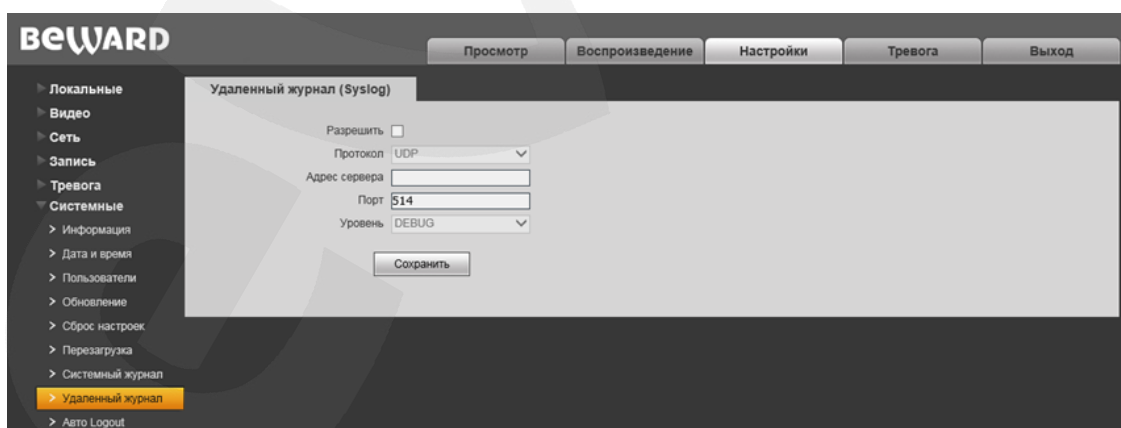 BEWARD
Просмотр Воспроизведение Настройки Тревога Выход
Локальные
Видео
Сеть
Запись
Тревога
Системные
> Информация
> Дата и время
> Пользователи
> Обновление
> Сброс настроек
> Перезагрузка
> Системный журнал
> Удаленный журнал
> Авто Logout
Удаленный журнал (Syslog)
Разрешить
Протокол UDP
Адрес сервера
Порт 514
Уровень DEBUG
Сохранить